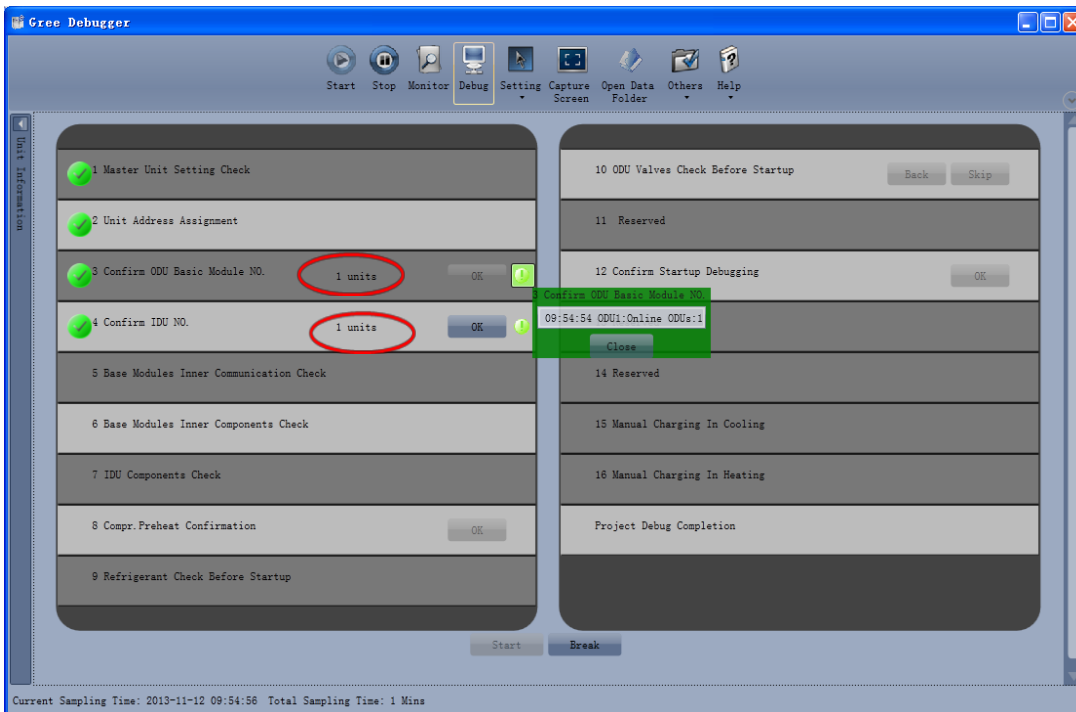 Gree Debugger
Start Stop Monitor Debug Setting Capture Screen Open Data Folder Others Help
Unit Information
1 Master Unit Setting Check
2 Unit Address Assignment
3 Confirm ODU Basic Module NO. 1 units OK
4 Confirm IDU NO. 1 units OK
5 Base Modules Inner Communication Check
6 Base Modules Inner Components Check
7 IDU Components Check
8 Compr.Preheat Confirmation OK
9 Refrigerant Check Before Startup
10 ODU Valves Check Before Startup Back Skip
11 Reserved
12 Confirm Startup Debugging OK
3 Confirm ODU Basic Module NO.
09:54:54 ODU1:Online ODUs:1
Close
14 Reserved
15 Manual Charging In Cooling
16 Manual Charging In Heating
Project Debug Completion
Start Break
Current Sampling Time: 2013-11-12 09:54:56 Total Sampling Time: 1 Mins